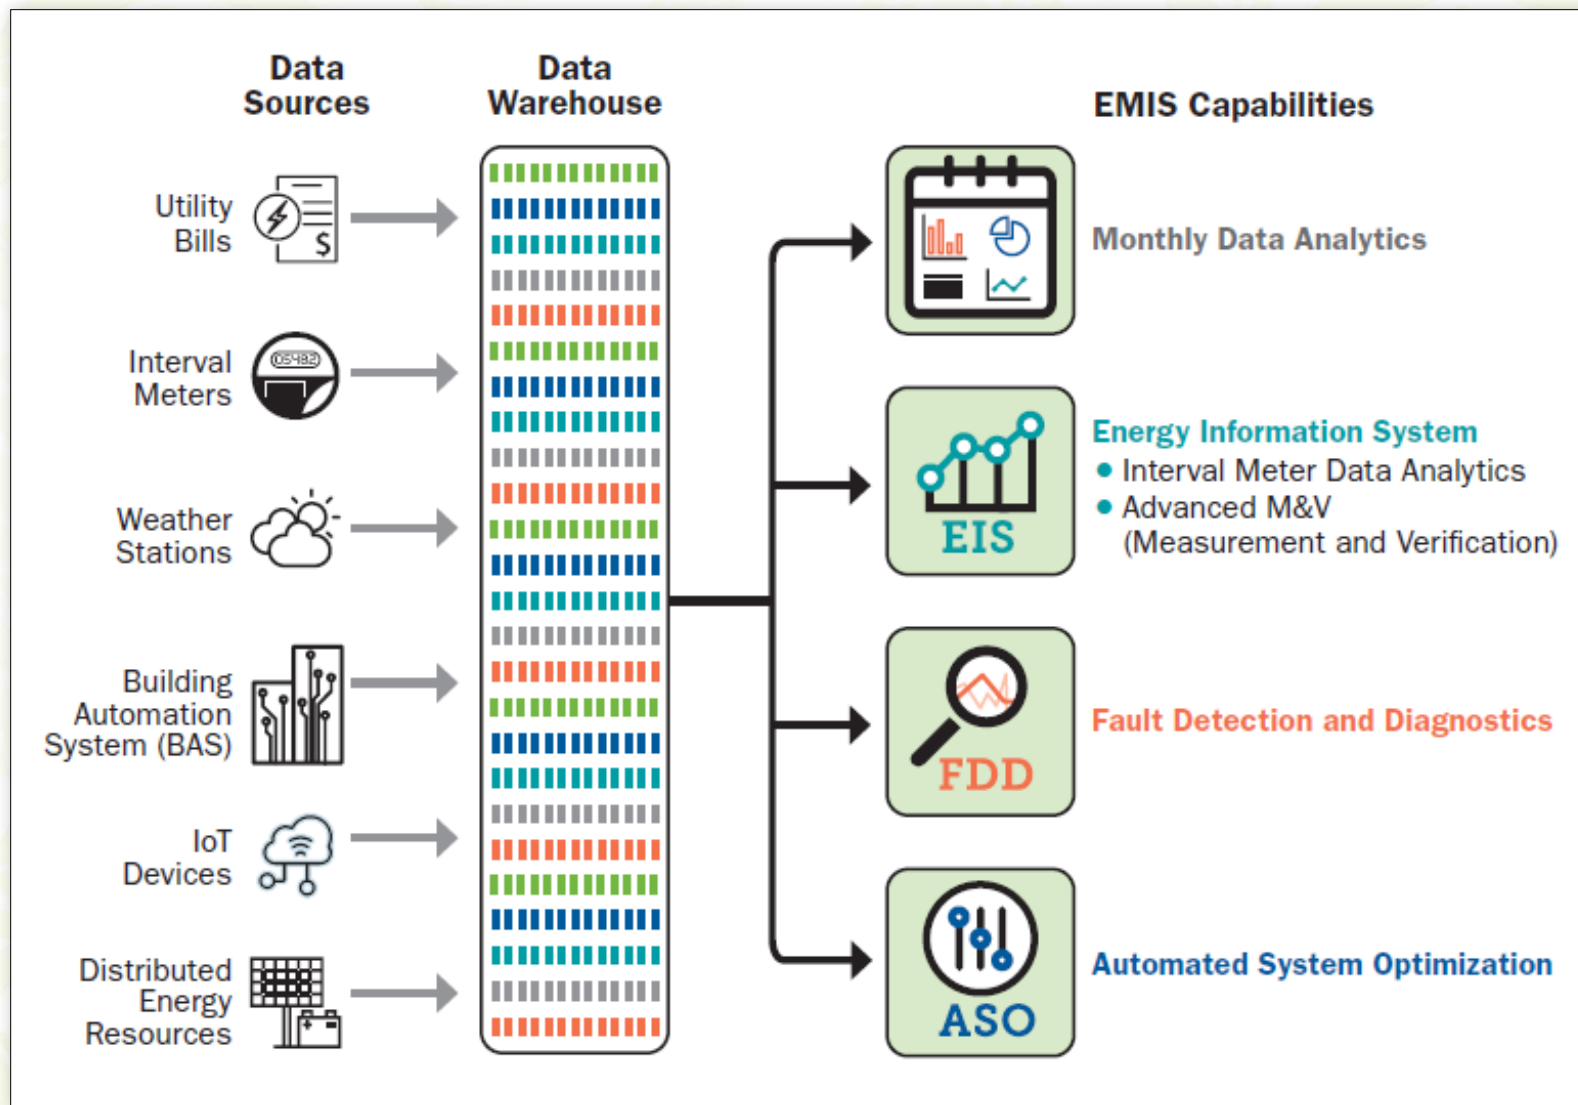 Data
Sources
Data
Warehouse
EMIS Capabilities
Utility
Bills
$
Interval
Meters
05482
Weather
Stations
Building
Automation
System (BAS)
IoT
Devices
Distributed
Energy
Resources
Monthly Data Analytics
EIS
Energy Information System
• Interval Meter Data Analytics
• Advanced M&V
(Measurement and Verification)
FDD
Fault Detection and Diagnostics
ASO
Automated System Optimization